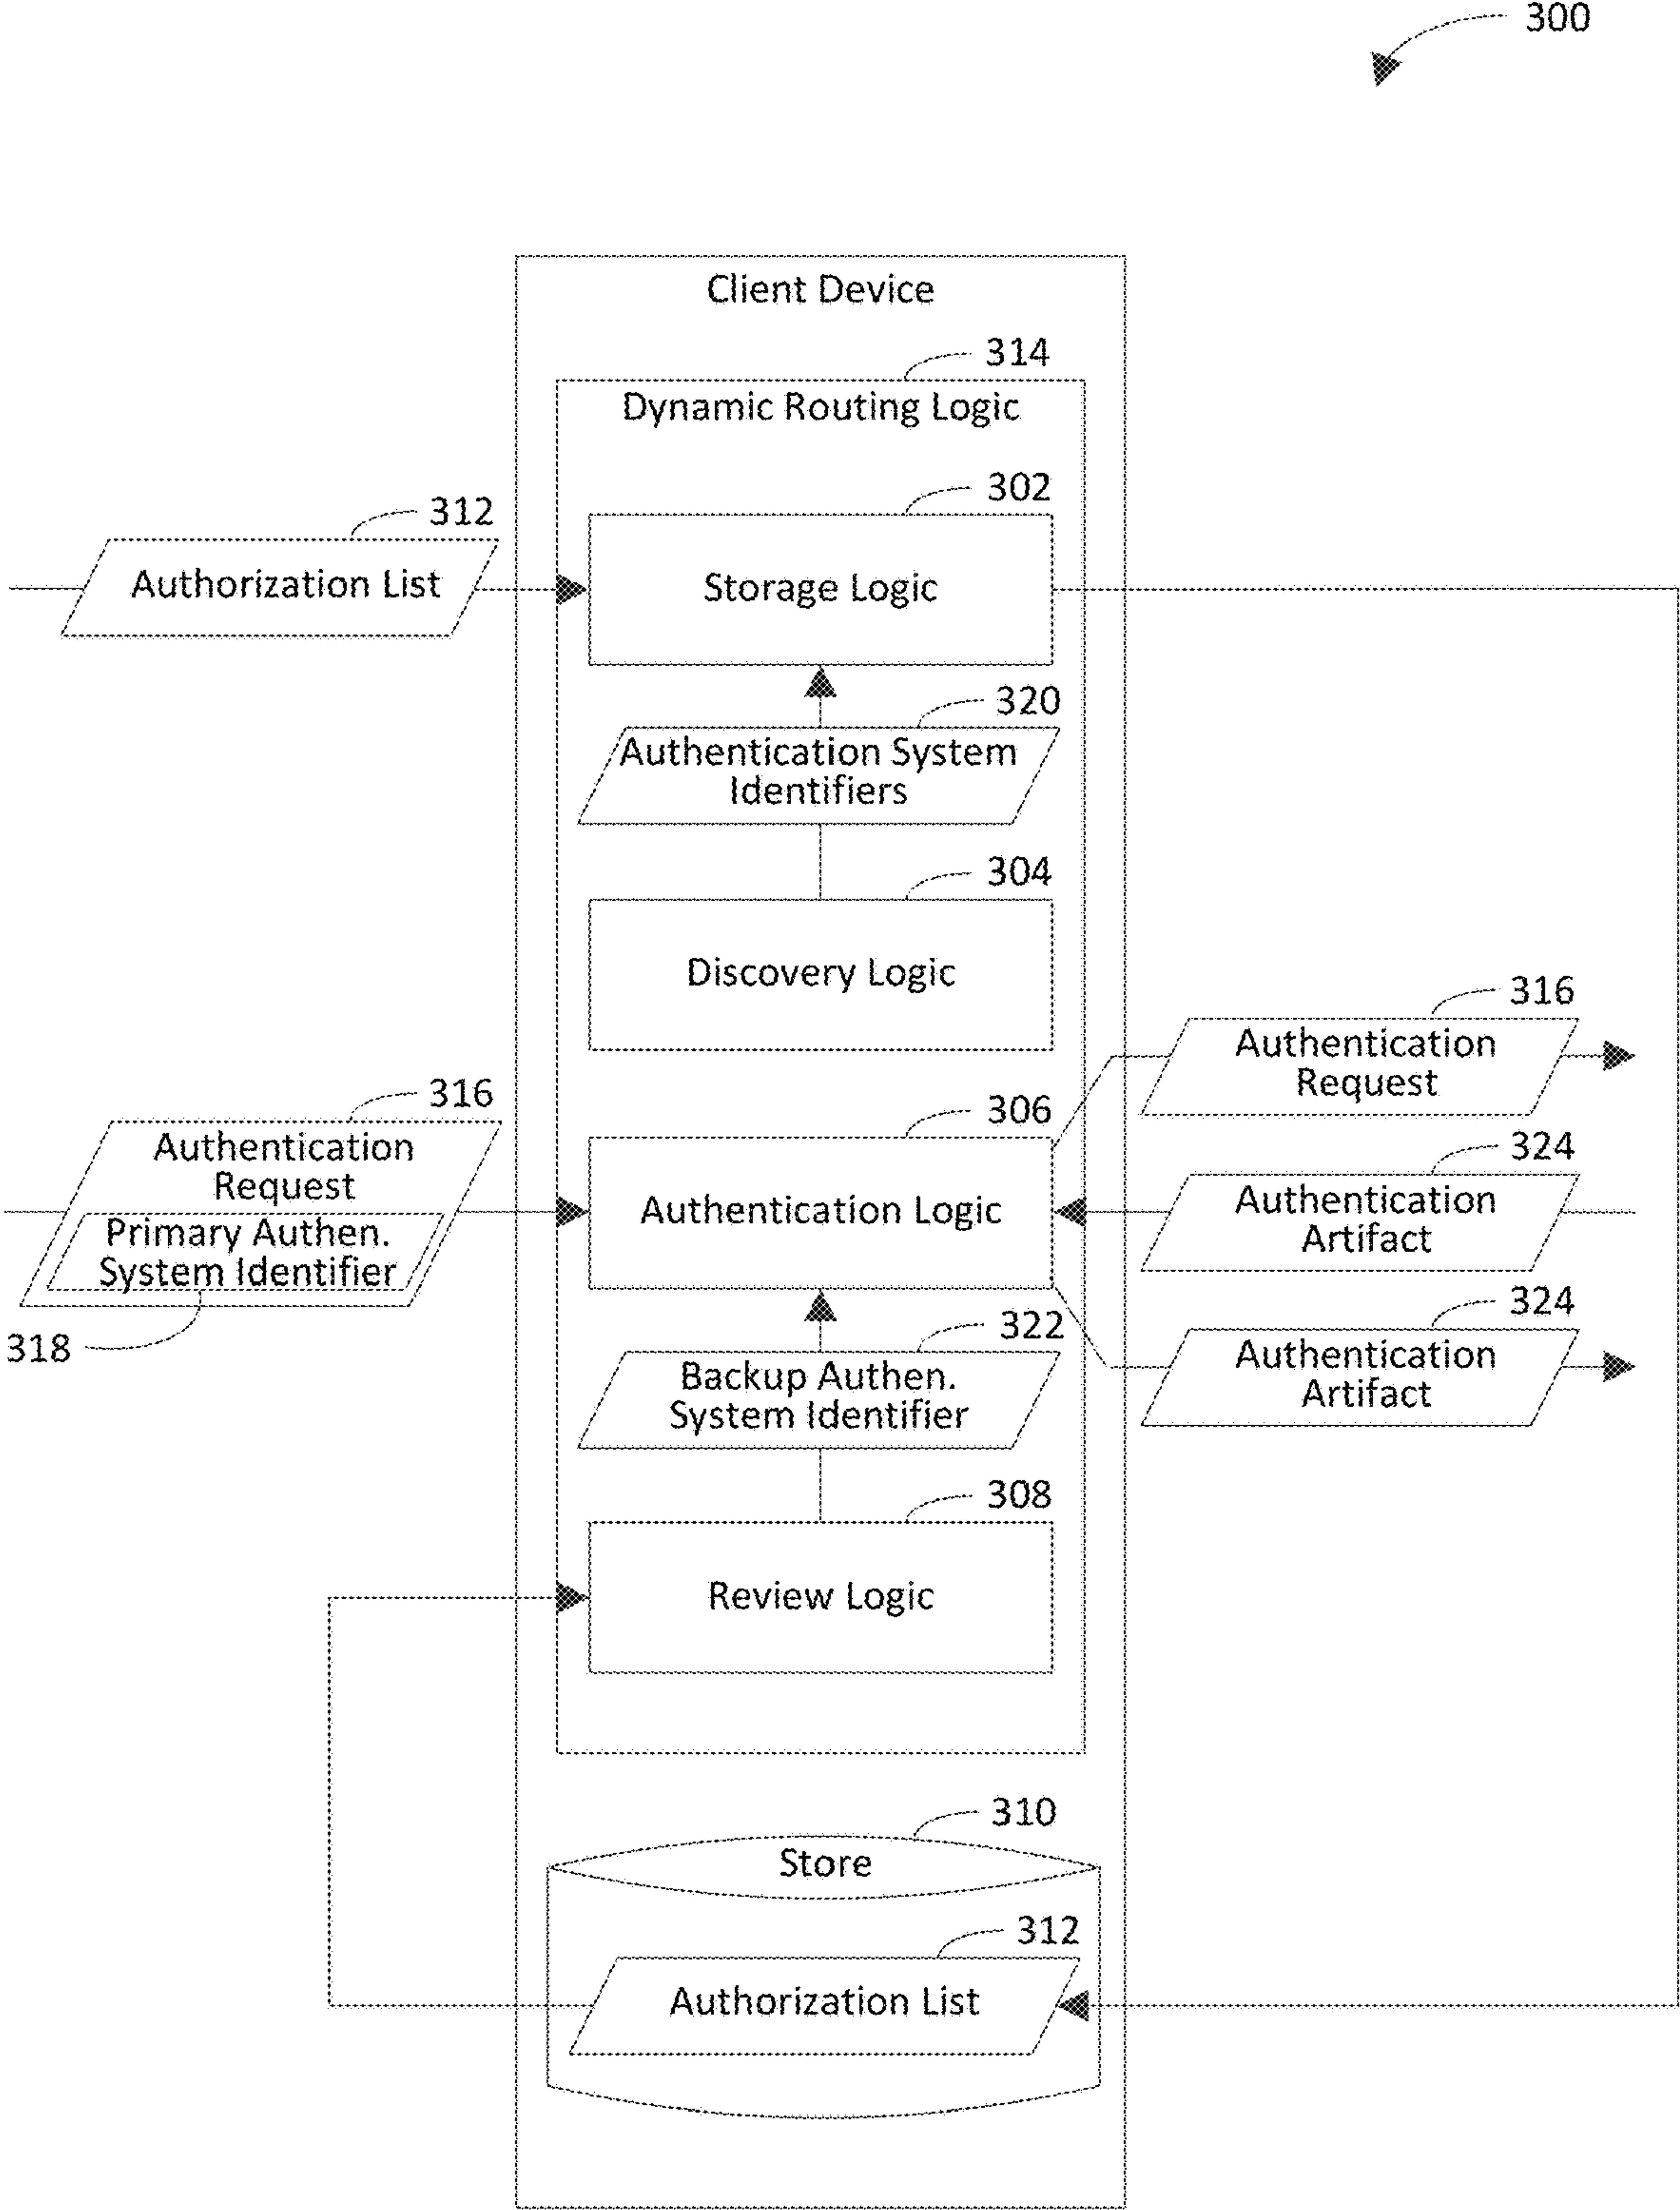 300
Client Device
314
Dynamic Routing Logic
302
312
Authorization List
Storage Logic
320
Authentication System
Identifiers
304
Discovery Logic
316
Authentication
Request
316
Authentication
Request
Primary Authen.
System Identifier
318
306
Authentication Logic
324
Authentication
Artifact
324
Authentication
Artifact
322
Backup Authen.
System Identifier
308
Review Logic
310
Store
312
Authorization List